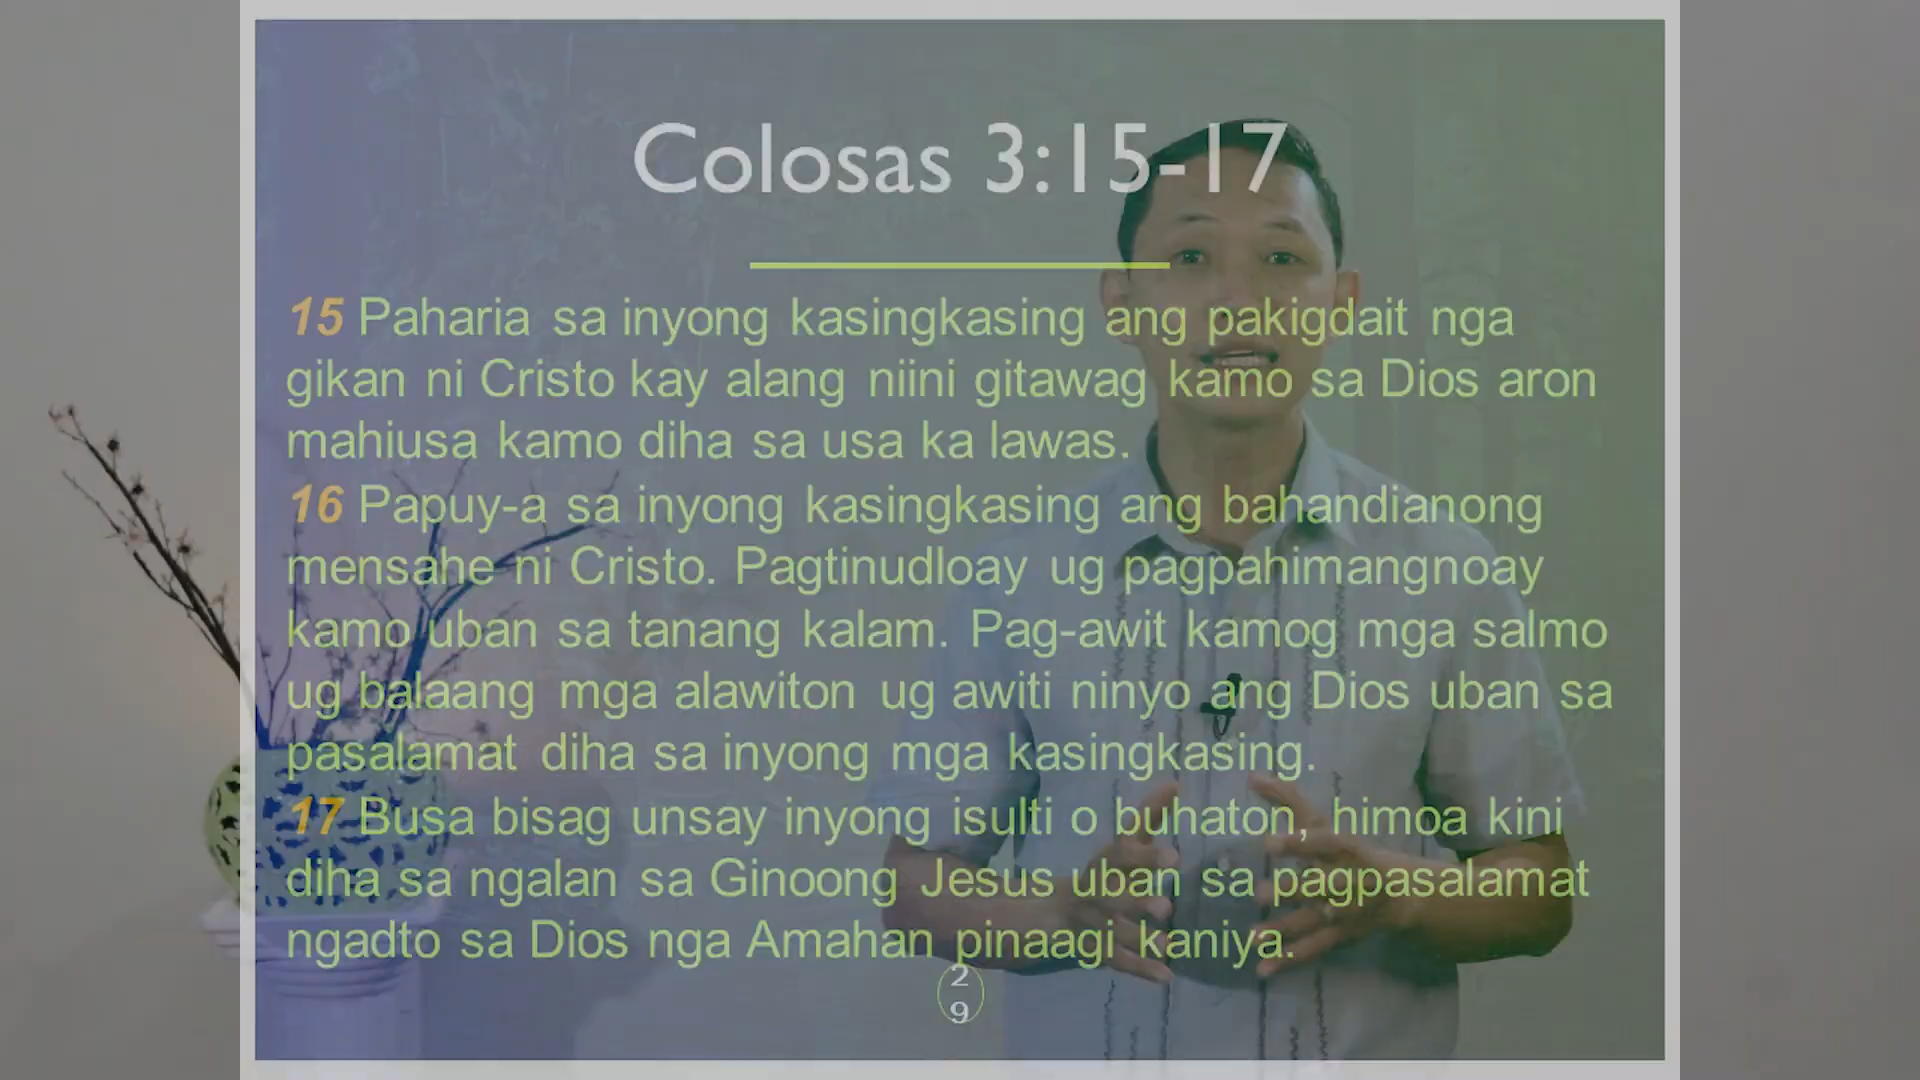 Colosas 3:15-17
15 Paharia sa inyong kasingkasing ang pakigdait nga
gikan ni Cristo kay alang niini gitawag kamo sa Dios aron
mahiusa kamo diha sa usa ka lawas.
16 Papuy-a sa inyong kasingkasing ang bahandianong
mensahe ni Cristo. Pagtinudloay ug pagpahimangnoay
kamo uban sa tanang kalam. Pag-awit kamog mga salmo
ug balaang mga alawiton ug awiti ninyo ang Dios uban sa
pasalamat diha sa inyong mga kasingkasing.
17 Busa bisag unsay inyong isulti o buhaton, himoa kini
diha sa ngalan sa Ginoong Jesus uban sa pagpasalamat
ngadto sa Dios nga Amahan pinaagi kaniya.
2
9